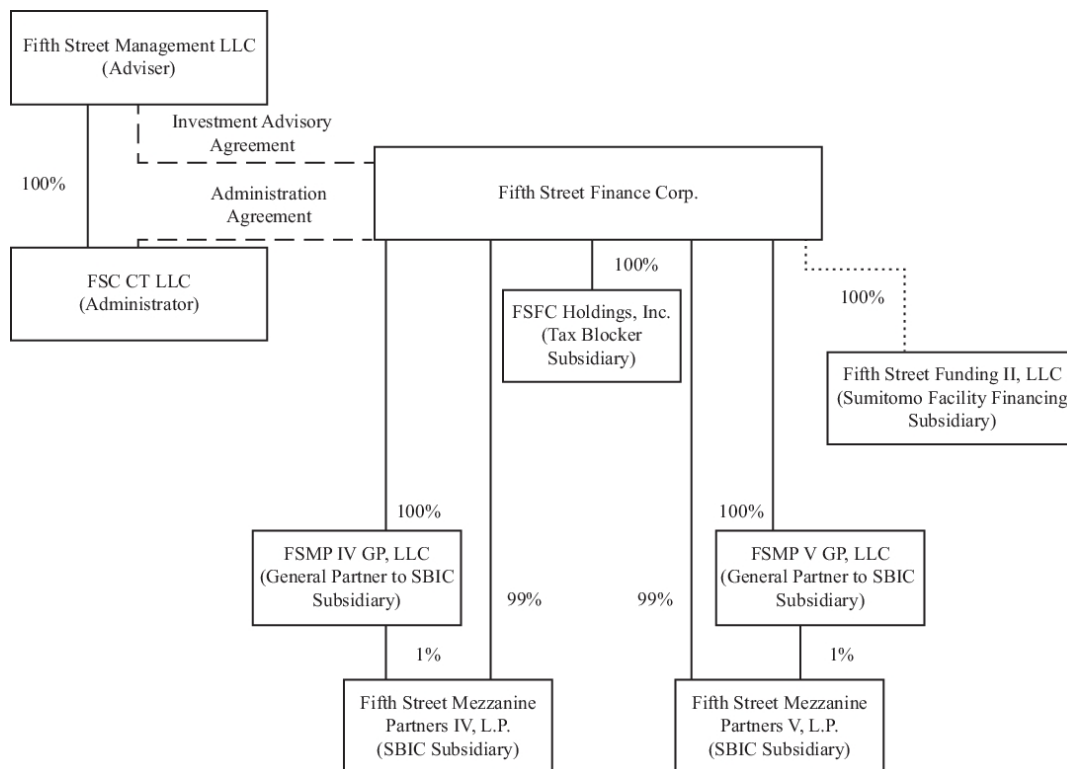 Fifth Street Management LLC
(Adviser)
Investment Advisory
Agreement
100%
Administration
Agreement
Fifth Street Finance Corp.
FSC CT LLC
(Administrator)
100%
FSFC Holdings, Inc.
(Tax Blocker
Subsidiary)
100%
Fifth Street Funding II, LLC
(Sumitomo Facility Financing
Subsidiary)
100%
FSMP IV GP, LLC
(General Partner to SBIC
Subsidiary)
99%
99%
100%
FSMP V GP, LLC
(General Partner to SBIC
Subsidiary)
1%
1%
Fifth Street Mezzanine
Partners IV, L.P.
(SBIC Subsidiary)
Fifth Street Mezzanine
Partners V, L.P.
(SBIC Subsidiary)